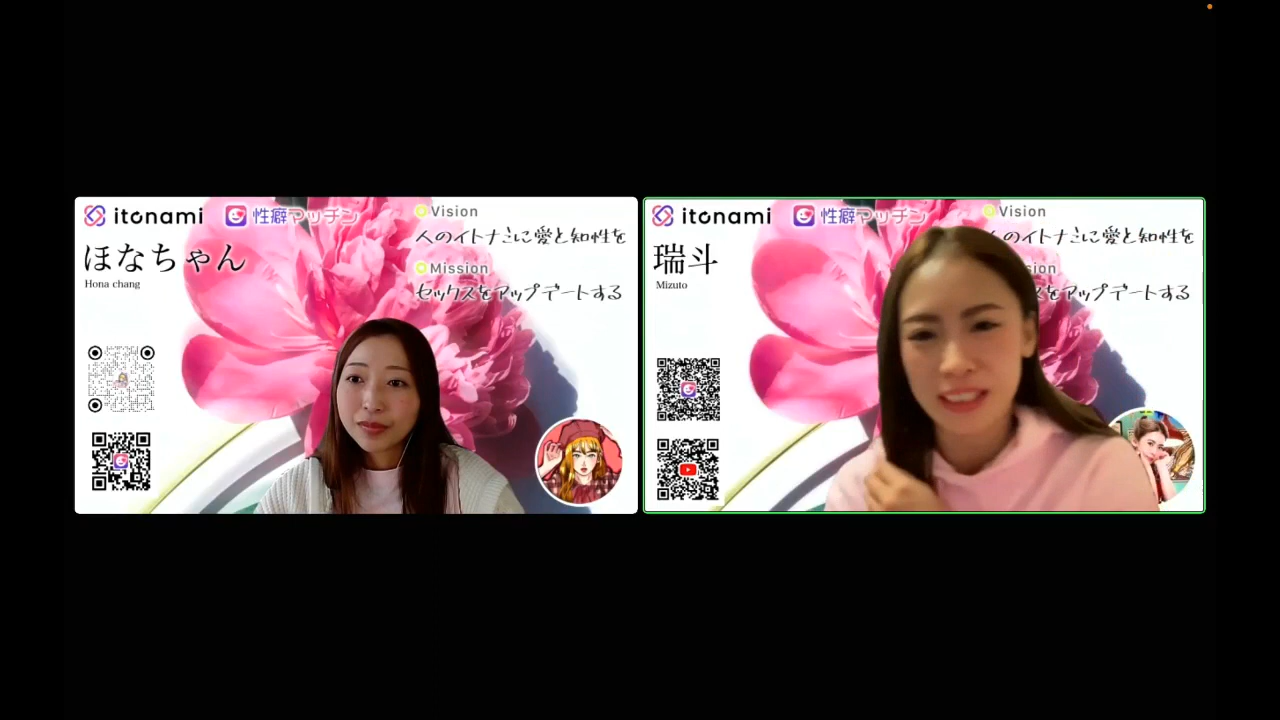 itonami 性癖マッチン
Vision
人のイトナミに愛と知性を
ほなちゃん
Hona chang
Mission
セックスをアップデートする
itonami 性癖マッチン
Vision
のイトナミに愛と知性を
瑞斗
Mizuto
sion
スをアップデートする